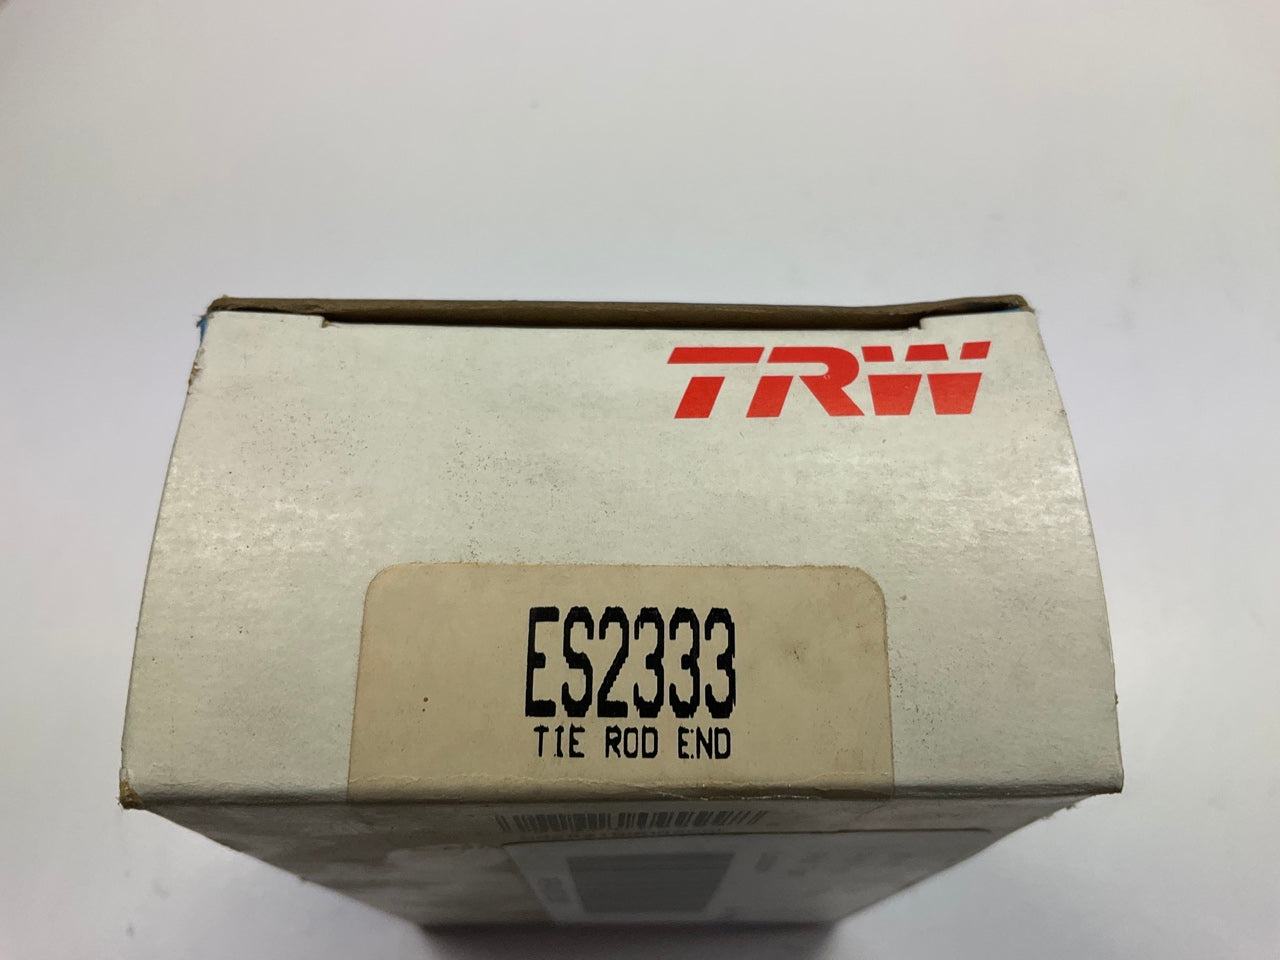 TRW
ES2333
TIE ROD END